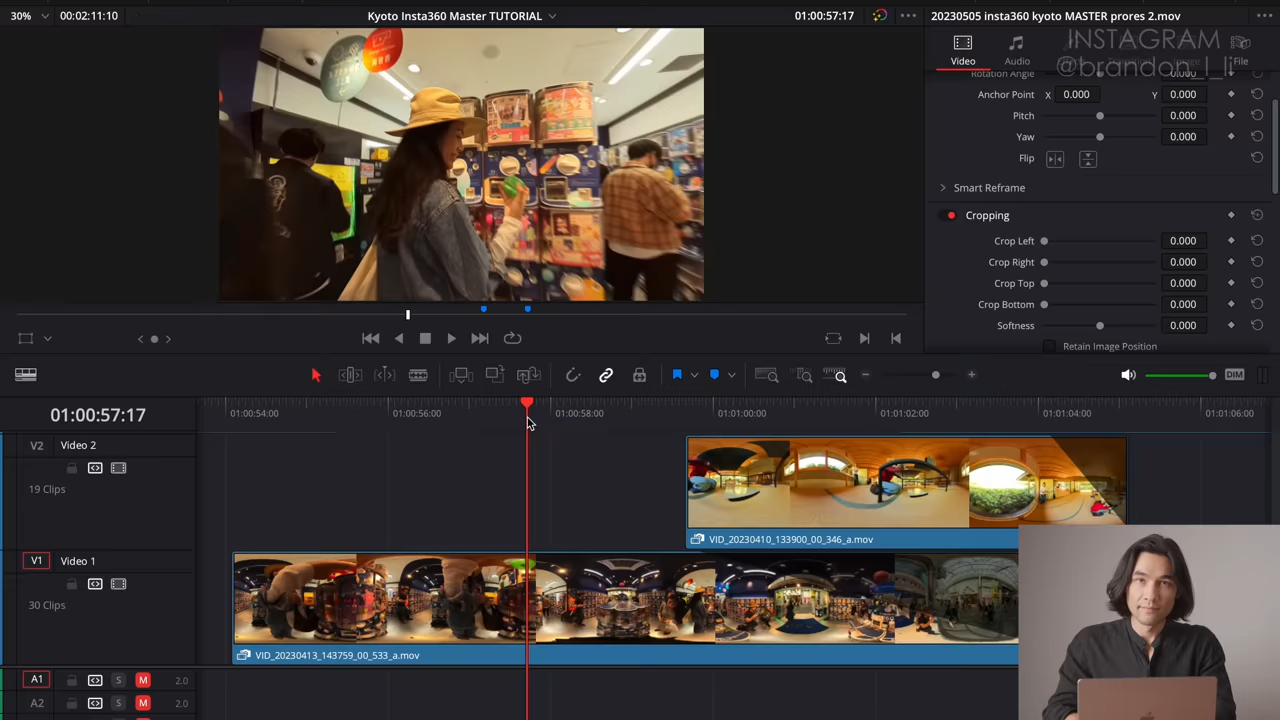 30% 00:02:11:10 Kyoto Insta360 Master TUTORIAL 01:00:57:17 20230505 insta360 kyoto MASTER prores 2.mov
INSTAGRAM
@brandon_l_li
Video Audio File
Rotation Angle 0.000
Anchor Point X 0.000 Y 0.000
Pitch 0.000
Yaw 0.000
Flip
Smart Reframe
Cropping
Crop Left 0.000
Crop Right 0.000
Crop Top 0.000
Crop Bottom 0.000
Softness 0.000
Retain Image Position
DIM
01:00:57:17
01:00:54:00 01:00:56:00 01:00:58:00 01:01:00:00 01:01:02:00 01:01:04:00 01:01:06:00
V2 Video 2
19 Clips
VID_20230410_133900_00_346_a.mov
V1 Video 1
30 Clips
VID_20230413_143759_00_533_a.mov
A1 S M 2.0
A2 S M 2.0